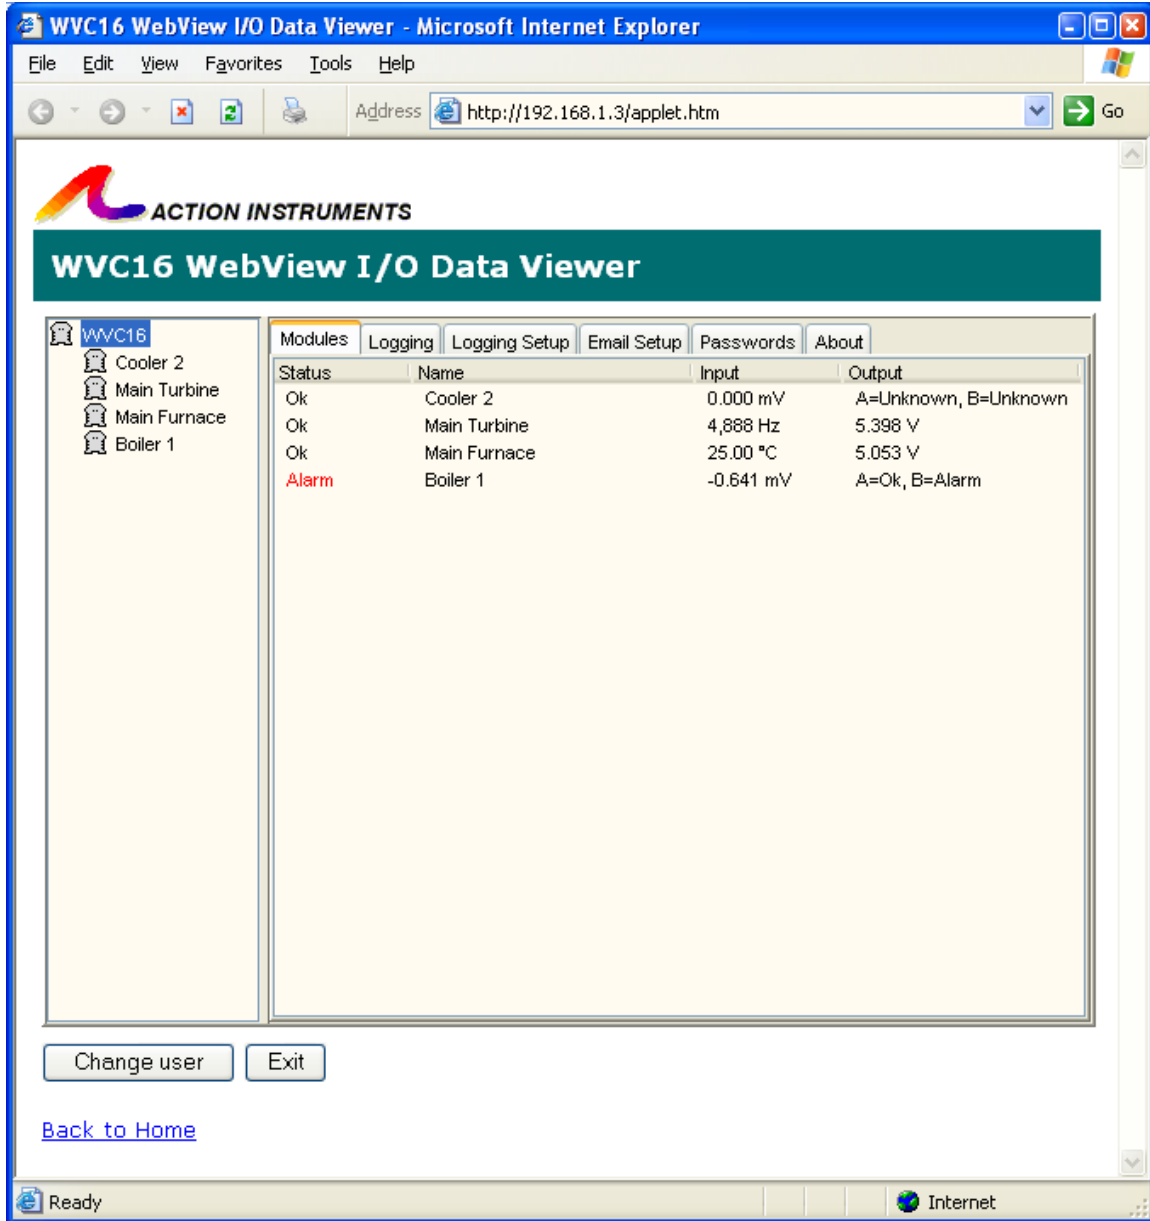 WVC16 WebView I/O Data Viewer - Microsoft Internet Explorer
File Edit View Favorites Tools Help
Address http://192.168.1.3/applet.htm Go
ACTION INSTRUMENTS
WVC16 WebView I/O Data Viewer
WVC16
Cooler 2
Main Turbine
Main Furnace
Boiler 1
Modules Logging Logging Setup Email Setup Passwords About
Status Name Input Output
Ok Cooler 2 0.000 mV A=Unknown, B=Unknown
Ok Main Turbine 4,888 Hz 5.398 V
Ok Main Furnace 25.00 °C 5.053 V
Alarm Boiler 1 -0.641 mV A=Ok, B=Alarm
Change user Exit
Back to Home
Ready Internet